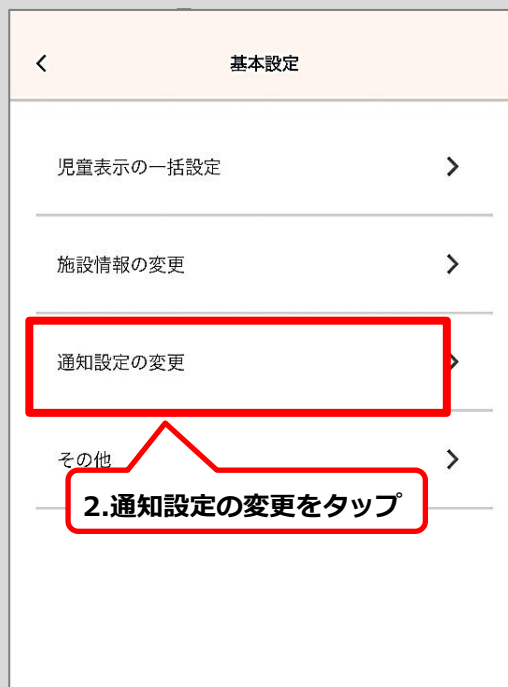 基本設定
児童表示の一括設定
施設情報の変更
通知設定の変更
その他
2.通知設定の変更をタップ